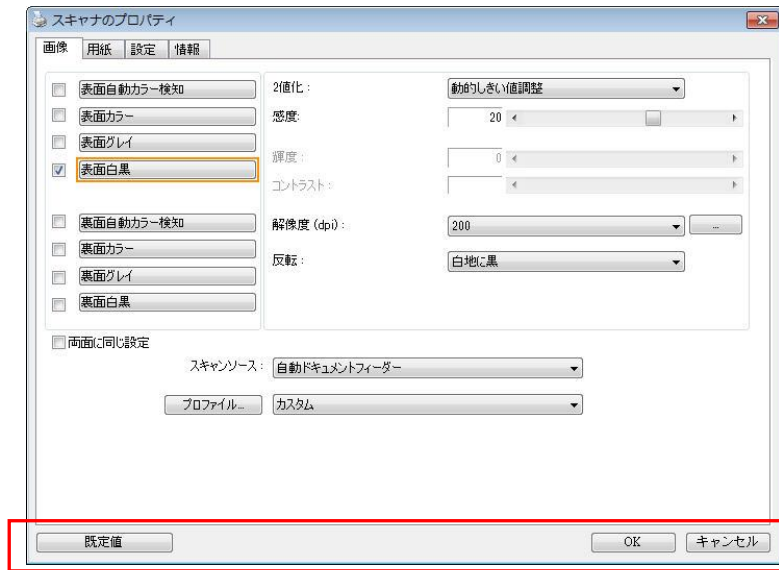 スキャナのプロパティ
画像 用紙 設定 情報
表面自動カラー検知 2値化： 動的しきい値調整
表面カラー 感度: 20
表面グレイ 輝度： 0
表面白黒 コントラスト：
裏面自動カラー検知 解像度 (dpi)： 200 ...
裏面カラー 反転： 白地に黒
裏面グレイ
裏面白黒
両面に同じ設定
スキャンソース： 自動ドキュメントフィーダー
プロファイル... カスタム
既定値 OK キャンセル